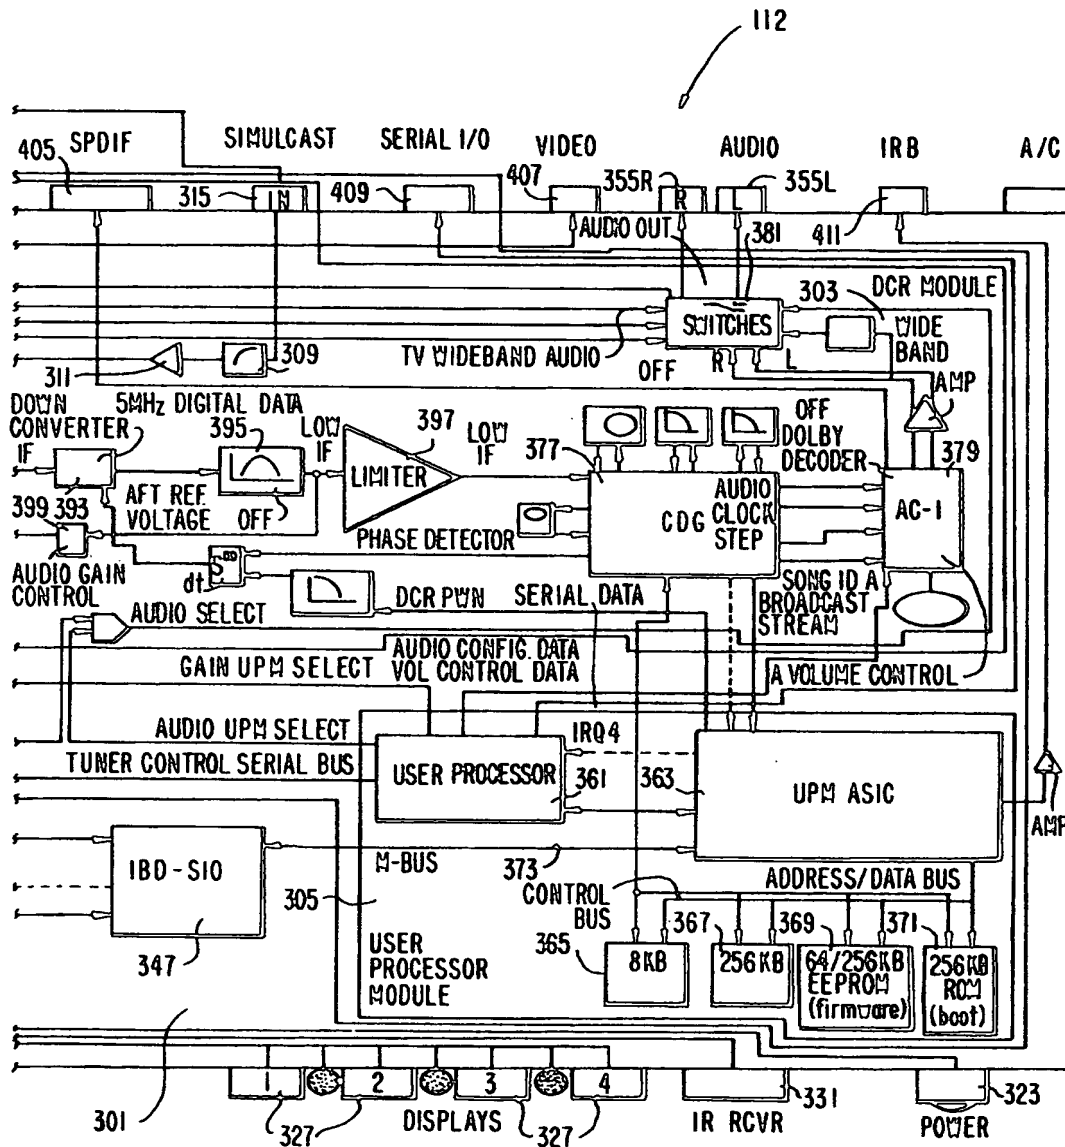 112
SPDIF
SIMULCAST
SERIAL I/O
VIDEO
AUDIO
IRB
A/C
405
315
IN
409
407
355R
R
L
355L
411
AUDIO OUT
381
DCR MODULE
303
SWITCHES
WIDE
BAND
TV WIDEBAND AUDIO
OFF
R
L
311
309
AMP
DOWN
CONVERTER
IF
5MHz DIGITAL DATA
395
LOW
IF
397
LIMITER
LOW
IF
377
OFF
DOLBY
DECODER
379
393
AFT REF.
VOLTAGE
OFF
CDG
AUDIO
CLOCK
STEP
AC-1
399
PHASE DETECTOR
AUDIO GAIN
CONTROL
dt
DCR PWN
SERIAL DATA
SONG ID A
BROADCAST
STREAM
AUDIO SELECT
AUDIO CONFIG. DATA
VOL CONTROL DATA
GAIN UPM SELECT
A VOLUME CONTROL
AUDIO UPM SELECT
IRQ4
TUNER CONTROL SERIAL BUS
USER PROCESSOR
361
363
UPM ASIC
AMP
IBD-SIO
M-BUS
373
ADDRESS/DATA BUS
305
CONTROL
BUS
347
USER
PROCESSOR
MODULE
365
8KB
367
256KB
369
64/256KB
EEPROM
(firmware)
371
256KB
ROM
(boot)
301
1
2
3
4
327
327
DISPLAYS
327
IR RCVR
331
POWER
323